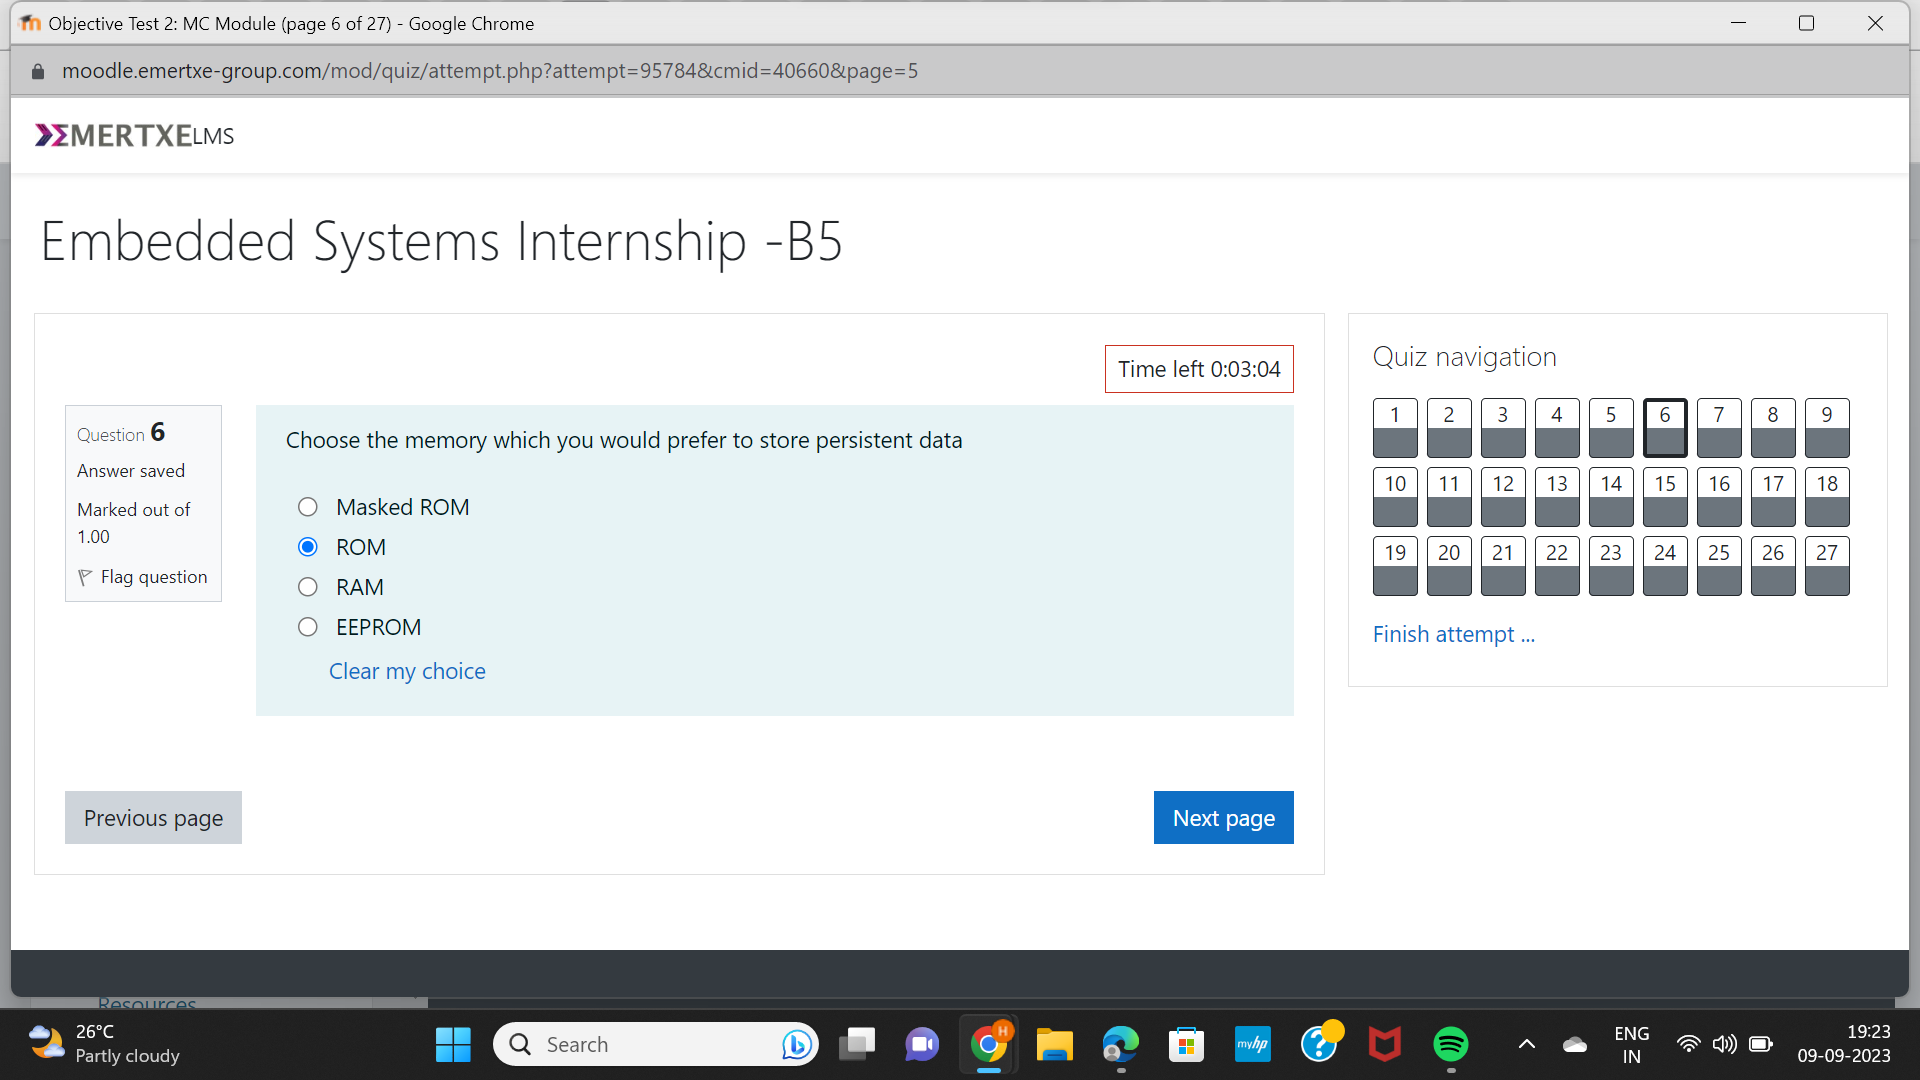 Objective Test 2: MC Module (page 6 of 27) - Google Chrome
moodle.emertxe-group.com/mod/quiz/attempt.php?attempt=95784&cmid=40660&page=5
EMERTXE LMS
Embedded Systems Internship -B5
Time left 0:03:04
Question 6
Answer saved
Marked out of
1.00
Flag question
Choose the memory which you would prefer to store persistent data
Masked ROM
ROM
RAM
EEPROM
Clear my choice
Previous page
Next page
Quiz navigation
1 2 3 4 5 6 7 8 9
10 11 12 13 14 15 16 17 18
19 20 21 22 23 24 25 26 27
Finish attempt ...
Resources
26°C
Partly cloudy
Search
H
myhp
ENG
IN
19:23
09-09-2023